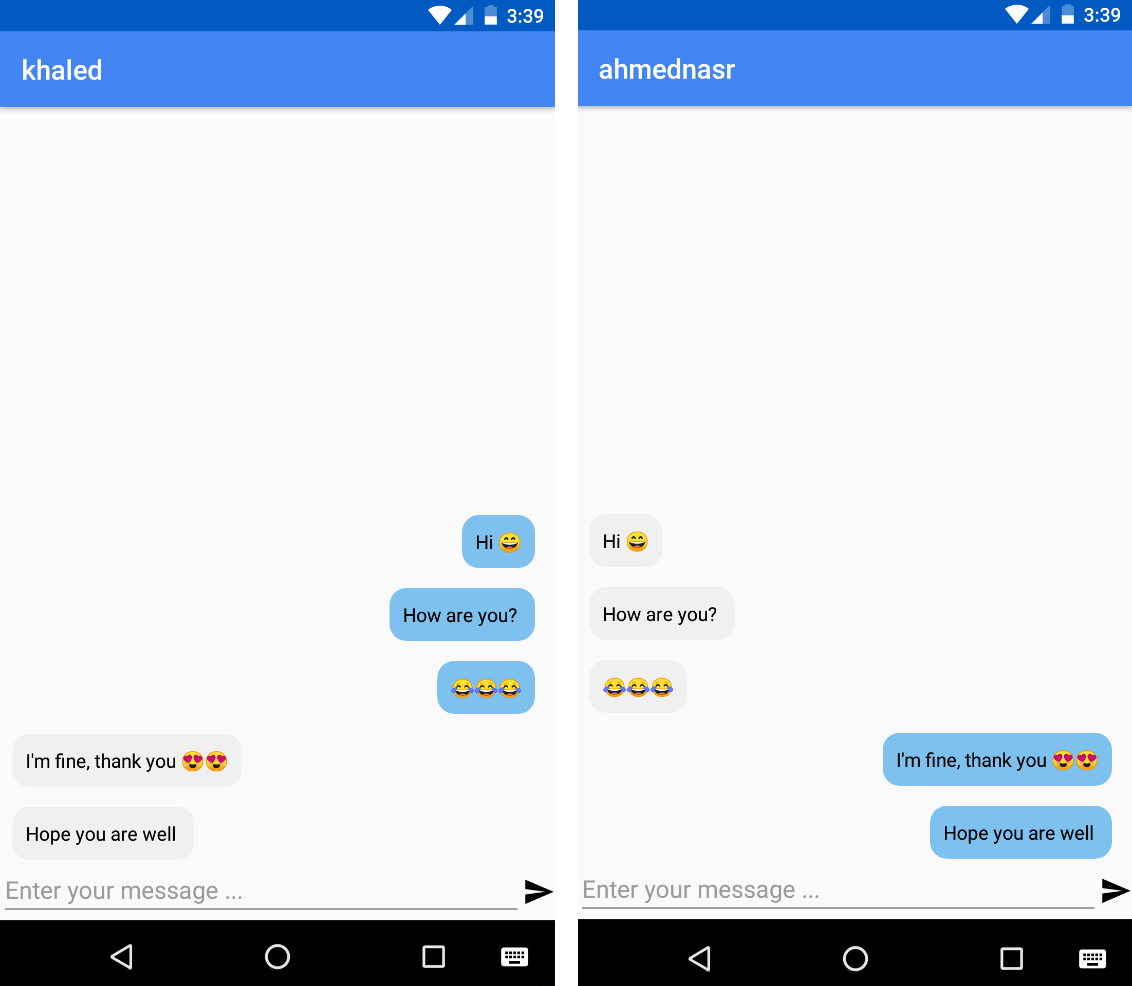 3:39
khaled
Hi 😄
How are you?
😂😂😂
I'm fine, thank you 😍😍
Hope you are well
Enter your message ...
3:39
ahmednasr
Hi 😄
How are you?
😂😂😂
I'm fine, thank you 😍😍
Hope you are well
Enter your message ...